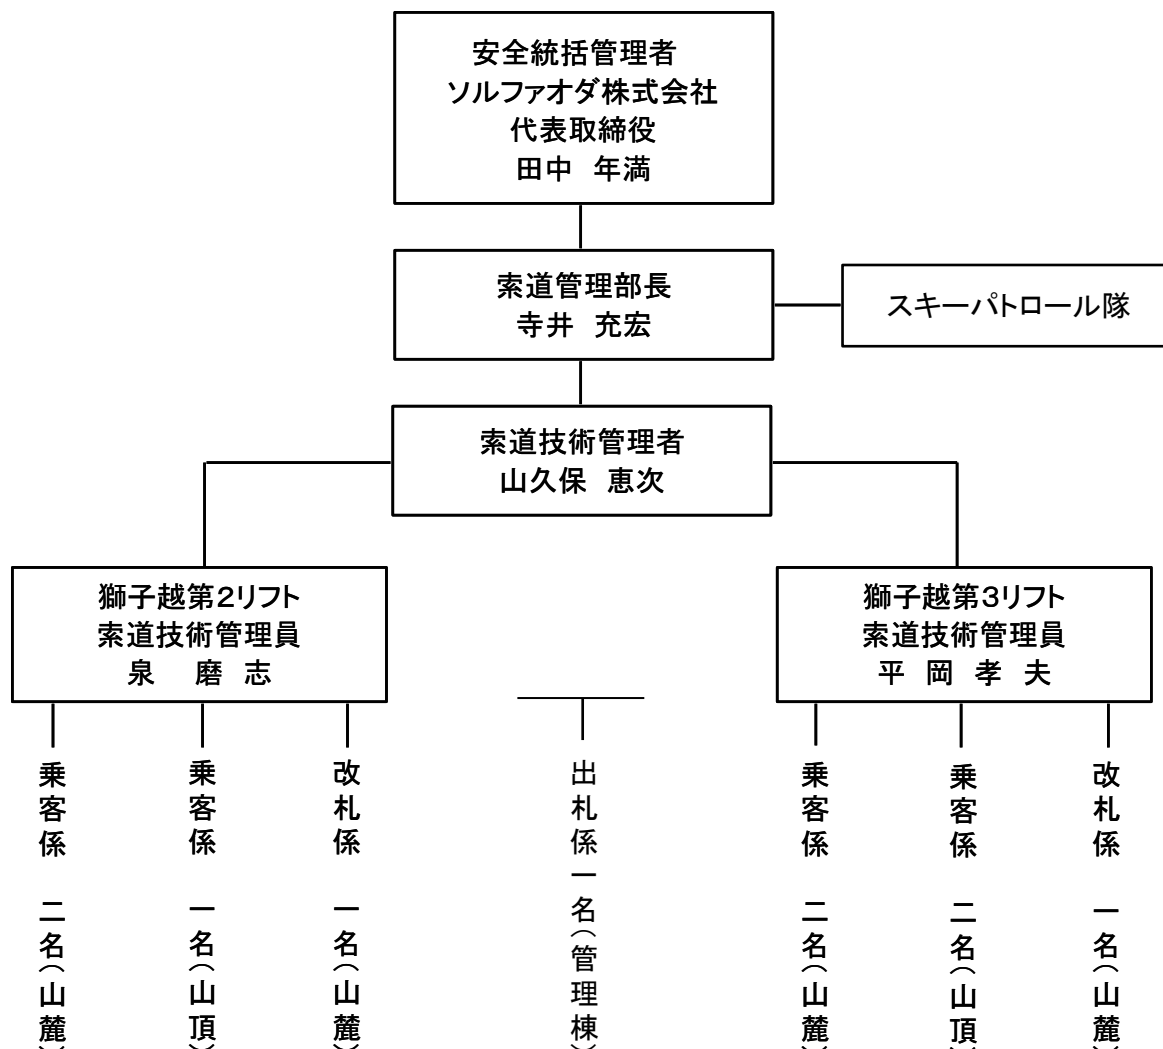 安全統括管理者
ソルファオダ株式会社
代表取締役
田中　年満
索道管理部長
寺井　充宏
スキーパトロール隊
索道技術管理者
山久保　恵次
獅子越第２リフト
索道技術管理員
泉　磨　志
獅子越第３リフト
索道技術管理員
平　岡　孝　夫
乗客係　二名（山麓）
乗客係　一名（山頂）
改札係　一名（山麓）
出札係一名（管理棟）
乗客係　二名（山麓）
乗客係　二名（山頂）
改札係　一名（山麓）